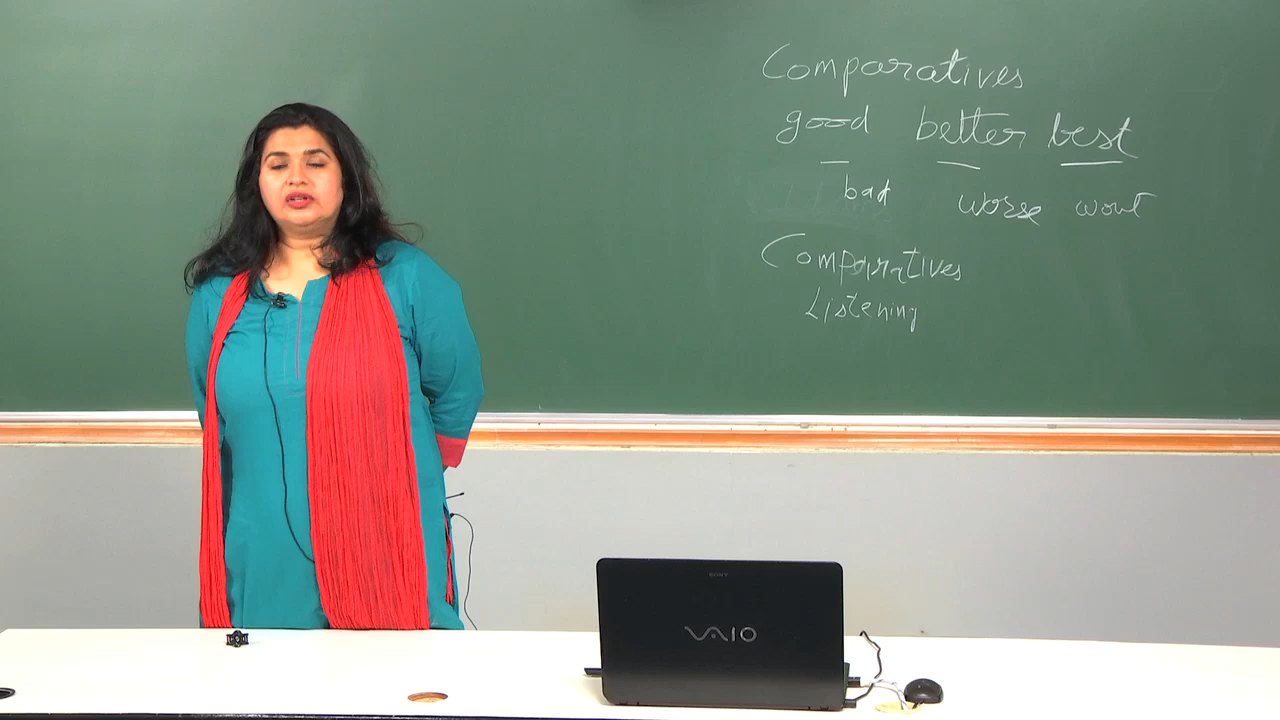 Comparatives
good better best
bad worse worst
Comparatives
Listening
SONY
VAIO